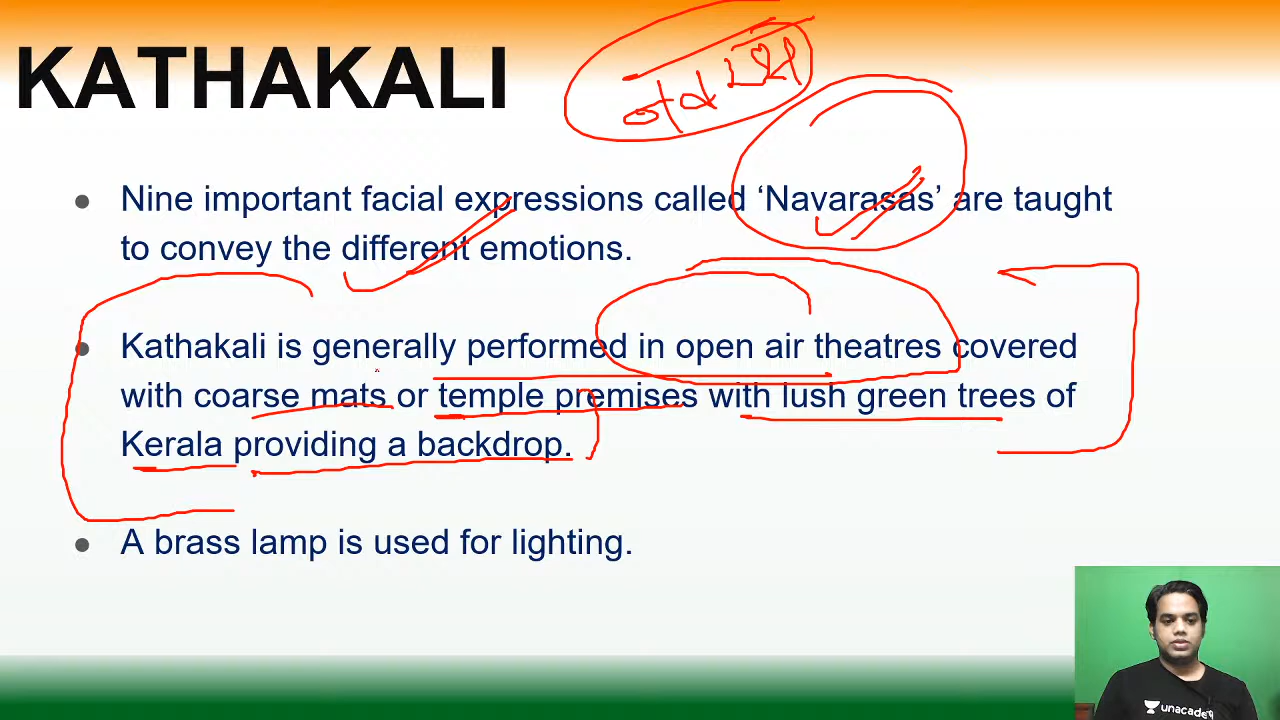 KATHAKALI
Nine important facial expressions called ‘Navarasas’ are taught
to convey the different emotions.
Kathakali is generally performed in open air theatres covered
with coarse mats or temple premises with lush green trees of
Kerala providing a backdrop.
A brass lamp is used for lighting.